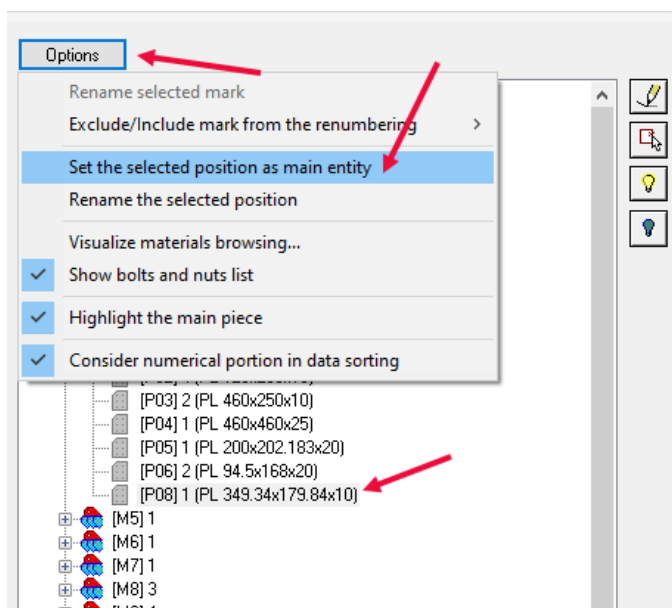 Options
Rename selected mark
Exclude/Include mark from the renumbering
Set the selected position as main entity
Rename the selected position
Visualize materials browsing...
Show bolts and nuts list
Highlight the main piece
Consider numerical portion in data sorting
[P03] 2 (PL 460x250x10)
[P04] 1 (PL 460x460x25)
[P05] 1 (PL 200x202.183x20)
[P06] 2 (PL 94.5x168x20)
[P08] 1 (PL 349.34x179.84x10)
[M5] 1
[M6] 1
[M7] 1
[M8] 3